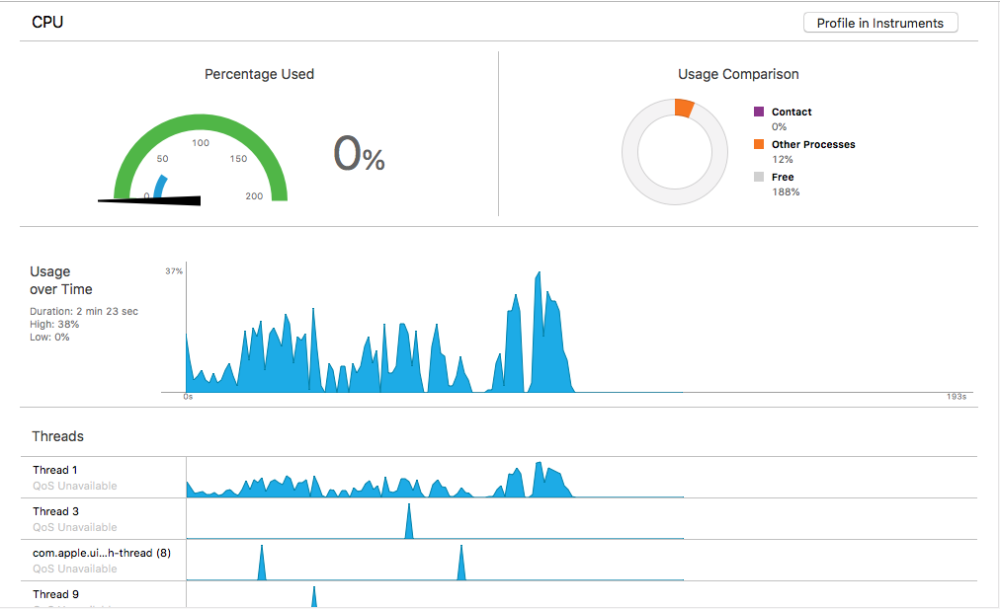 CPU
Profile in Instruments
Percentage Used
0
50
100
150
200
0%
Usage Comparison
Contact
0%
Other Processes
12%
Free
188%
Usage
over Time
Duration: 2 min 23 sec
High: 38%
Low: 0%
37%
0s
193s
Threads
Thread 1
QoS Unavailable
Thread 3
QoS Unavailable
com.apple.ui...h-thread (8)
QoS Unavailable
Thread 9